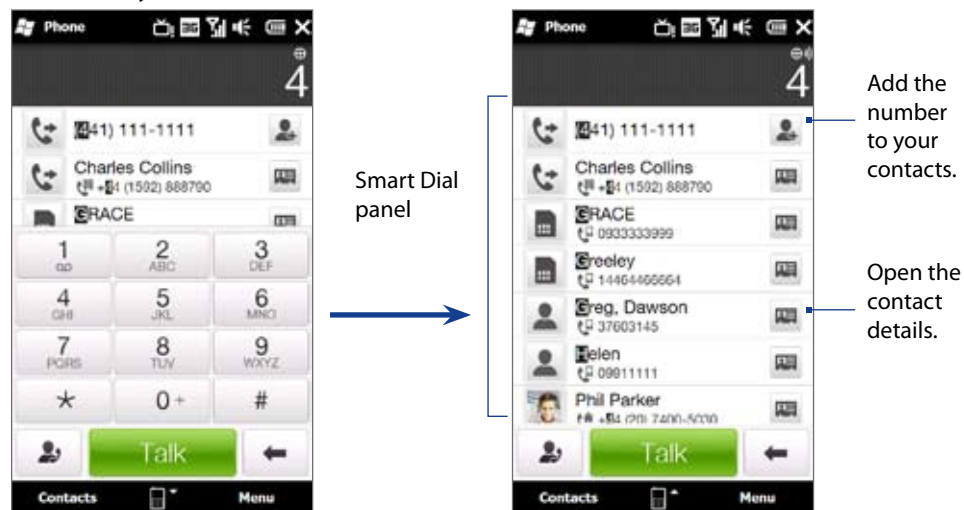 Phone
4
(41) 111-1111
Charles Collins
+44 (1592) 888790
GRACE
1
2 ABC
3 DEF
4 GHI
5 JKL
6 MNO
7 PQRS
8 TUV
9 WXYZ
*
0 +
#
Talk
Contacts
Menu
Smart Dial
panel
Phone
4
(441) 111-1111
Charles Collins
+44 (1592) 888790
GRACE
0933333999
Greeley
14464466664
Greg, Dawson
37603145
Helen
09911111
Phil Parker
+44 (20) 7400-5030
Talk
Contacts
Menu
Add the
number
to your
contacts.
Open the
contact
details.